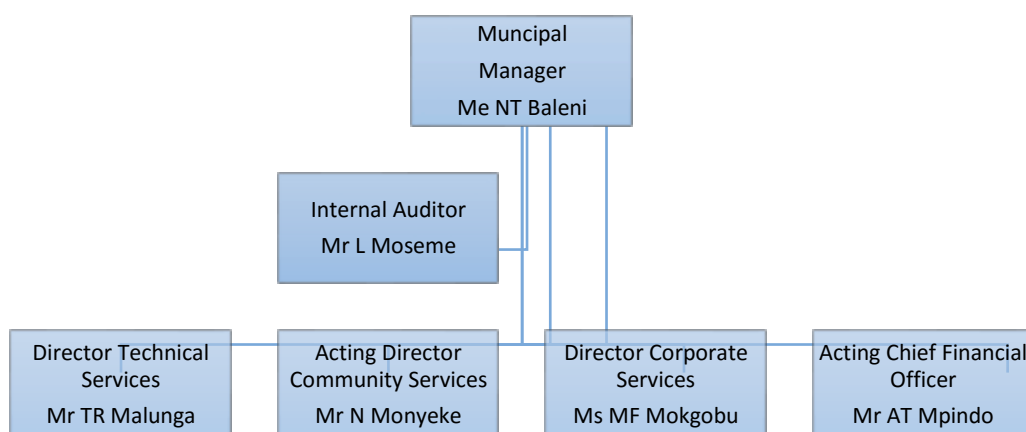 Muncipal
Manager
Me NT Baleni
Internal Auditor
Mr L Moseme
Director Technical
Services
Mr TR Malunga
Acting Director
Community Services
Mr N Monyeke
Director Corporate
Services
Ms MF Mokgobu
Acting Chief Financial
Officer
Mr AT Mpindo